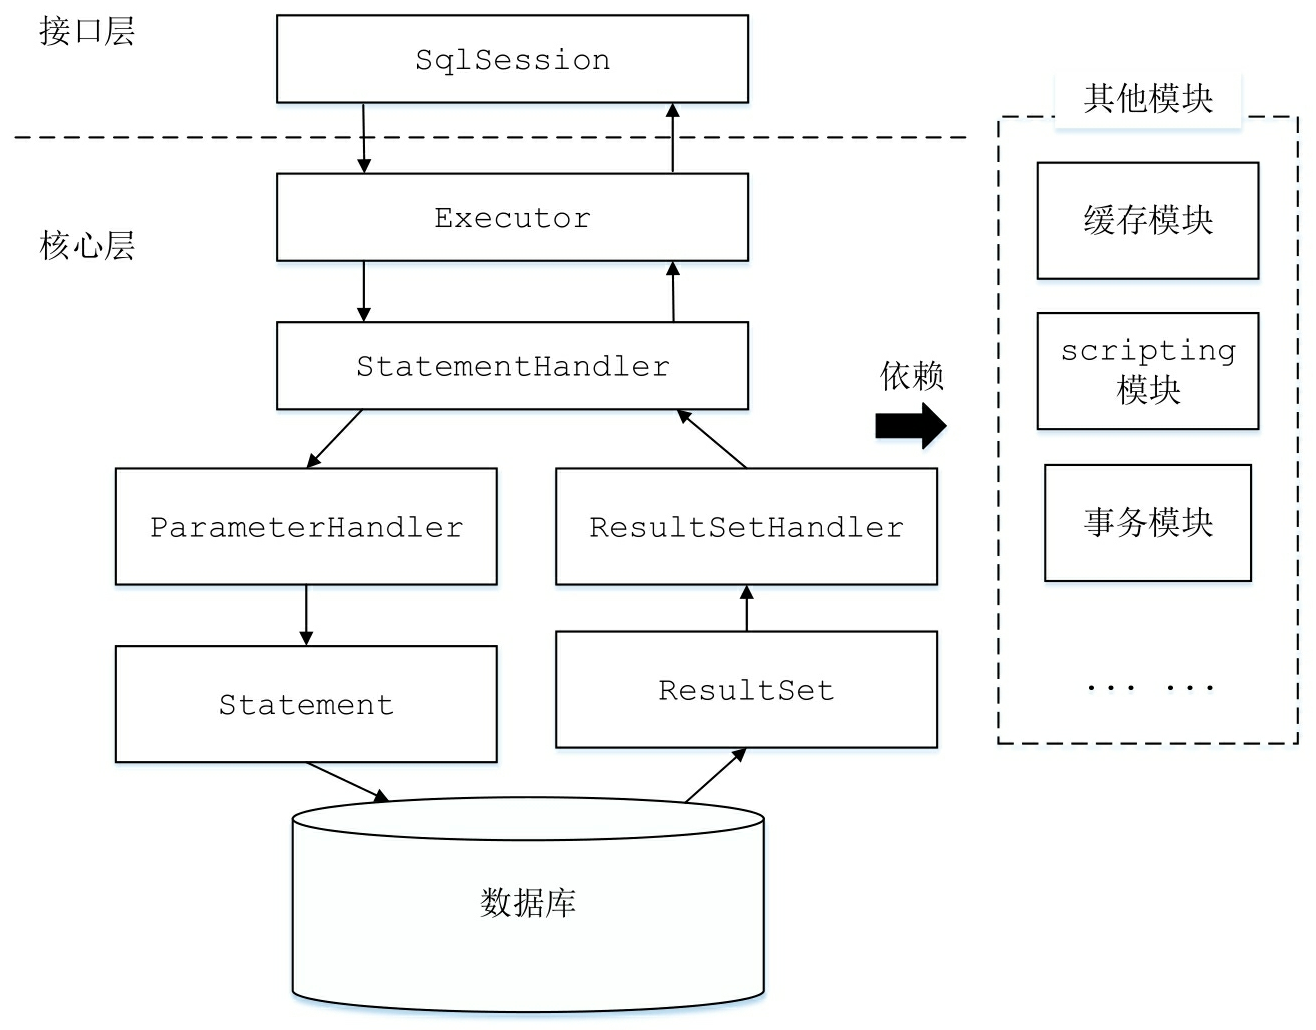 接口层
SqlSession
其他模块
核心层
Executor
缓存模块
StatementHandler
scripting
模块
依赖
ParameterHandler
ResultSetHandler
事务模块
Statement
ResultSet
... ...
数据库